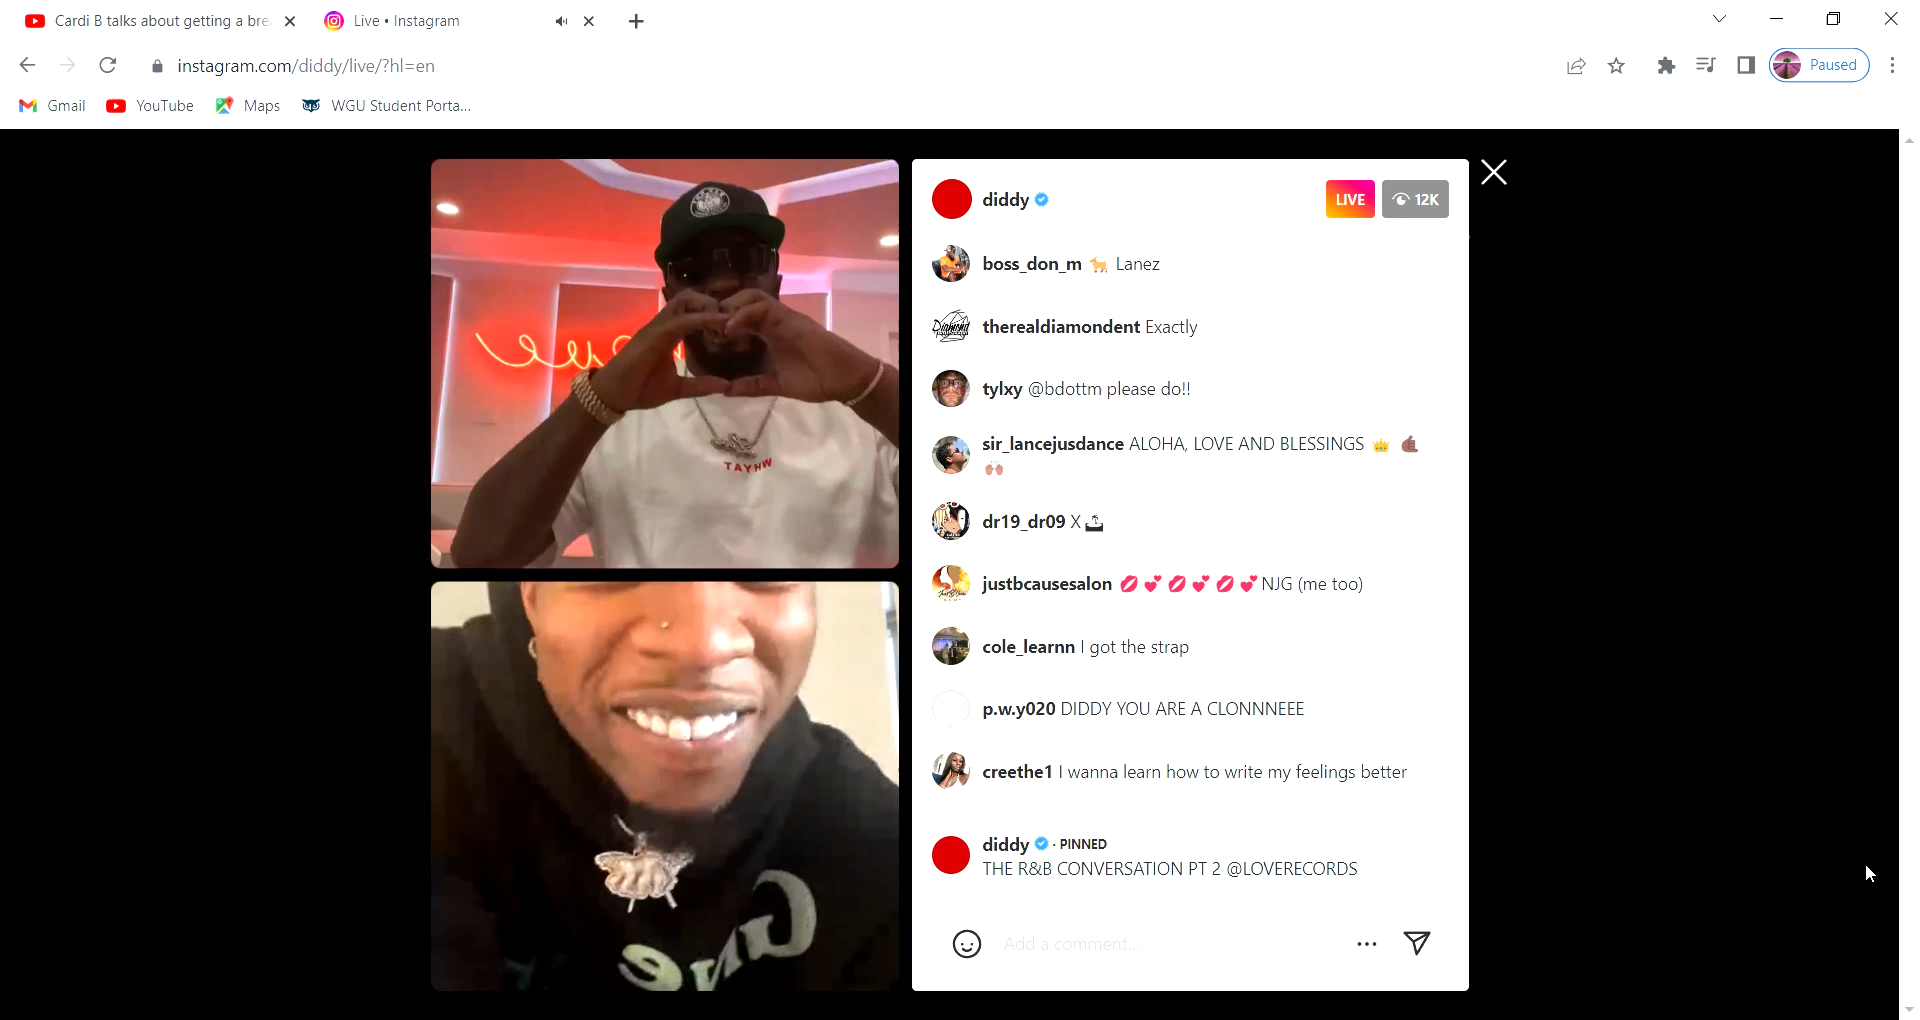 Cardi B talks about getting a bre
Live • Instagram
instagram.com/diddy/live/?hl=en
Paused
Gmail
YouTube
Maps
WGU Student Porta...
TAYHW
diddy
LIVE
12K
boss_don_m 🐕 Lanez
therealdiamondent Exactly
tylxy @bdottm please do!!
sir_lancejusdance ALOHA, LOVE AND BLESSINGS 👑 🤙🏾
🙌🏽
dr19_dr09 X 🏝
justbcausesalon 💋 💕 💋 💕 💋 💕 NJG (me too)
cole_learnn I got the strap
p.w.y020 DIDDY YOU ARE A CLONNNEEE
creethe1 I wanna learn how to write my feelings better
diddy · PINNED
THE R&B CONVERSATION PT 2 @LOVERECORDS
Add a comment...